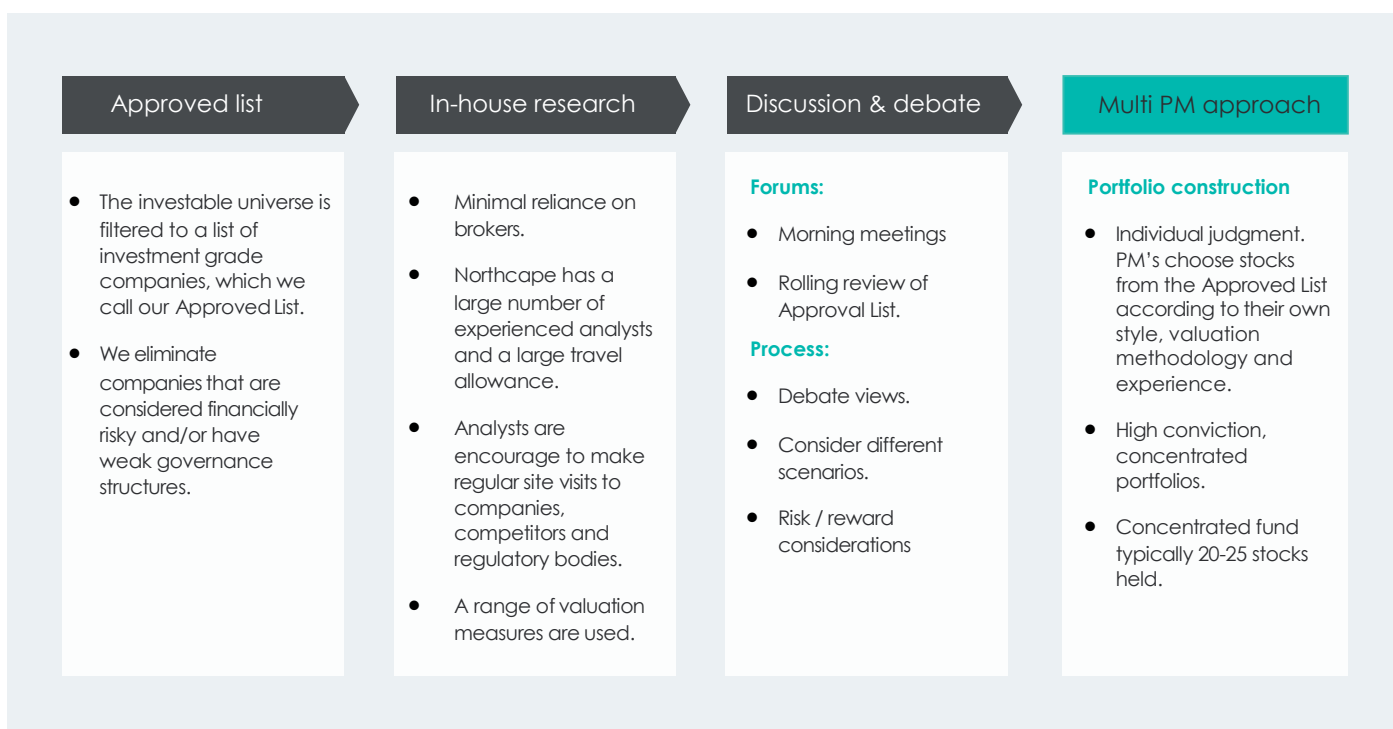 Approved list
• The investable universe is
filtered to a list of
investment grade
companies, which we
call our Approved List.
• We eliminate
companies that are
considered financially
risky and/or have
weak governance
structures.
In-house research
• Minimal reliance on
brokers.
• Northcape has a
large number of
experienced analysts
and a large travel
allowance.
• Analysts are
encourage to make
regular site visits to
companies,
competitors and
regulatory bodies.
• A range of valuation
measures are used.
Discussion & debate
Forums:
• Morning meetings
• Rolling review of
Approval List.
Process:
• Debate views.
• Consider different
scenarios.
• Risk / reward
considerations
Multi PM approach
Portfolio construction
• Individual judgment.
PM's choose stocks
from the Approved List
according to their own
style, valuation
methodology and
experience.
• High conviction,
concentrated
portfolios.
• Concentrated fund
typically 20-25 stocks
held.